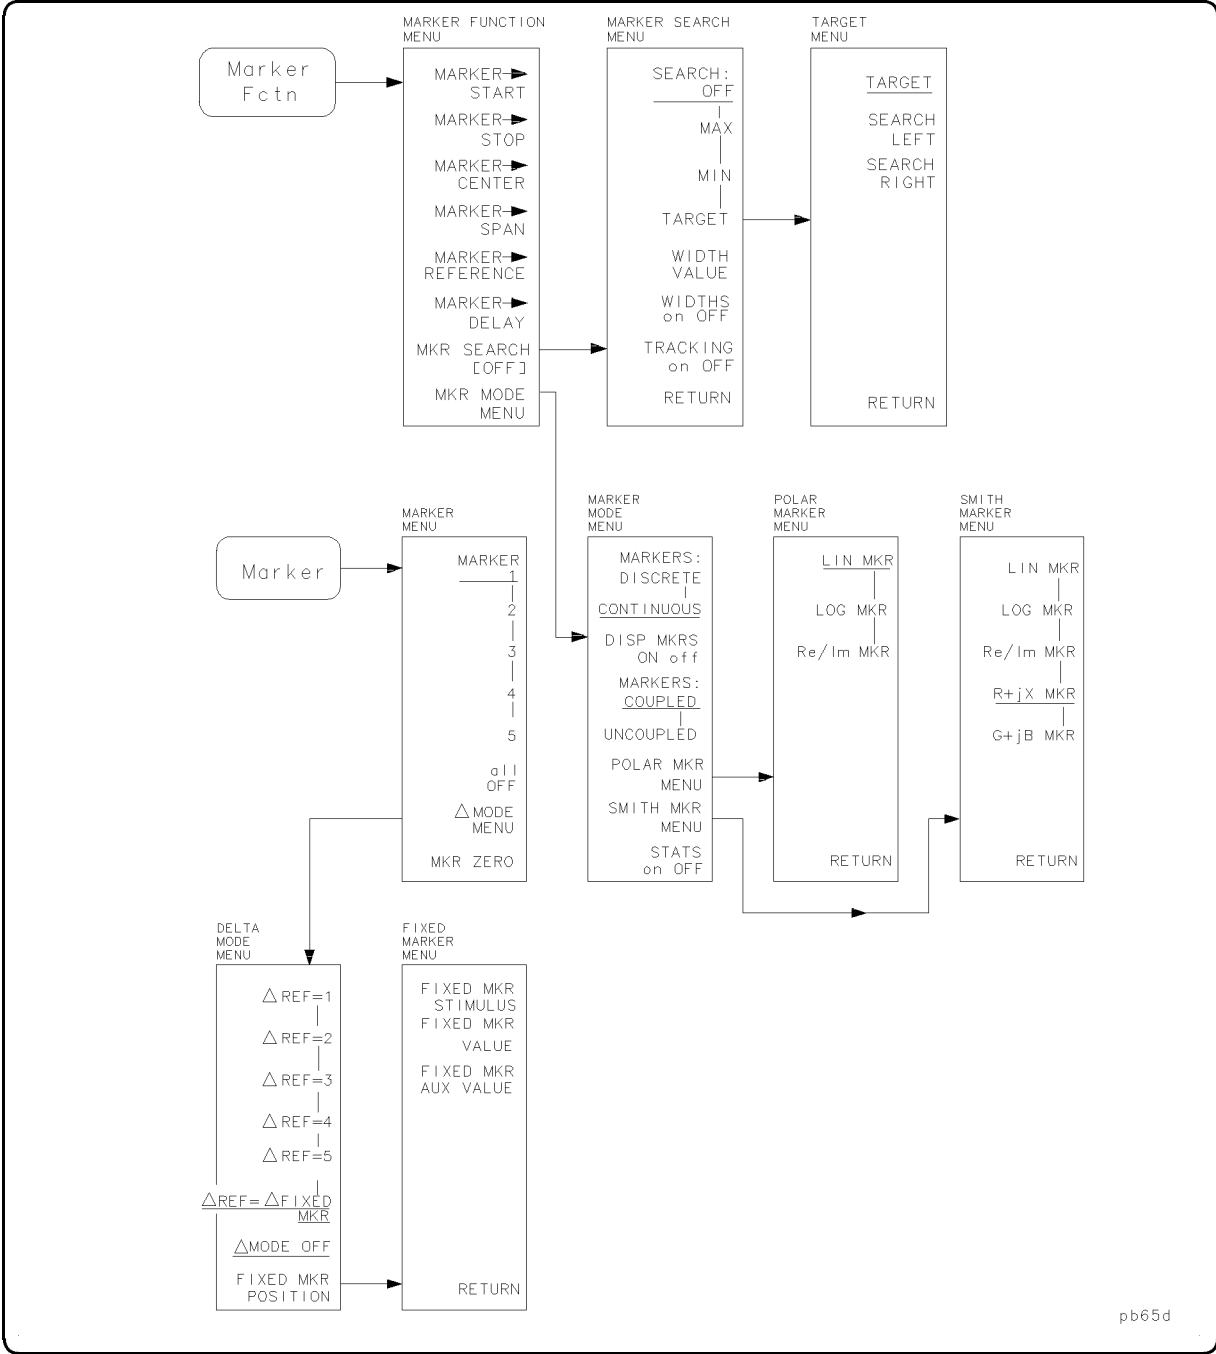 MARKER FUNCTION
MENU
MARKER SEARCH
MENU
TARGET
MENU
Marker
Fctn
MARKER→
START
MARKER→
STOP
MARKER→
CENTER
MARKER→
SPAN
MARKER→
REFERENCE
MARKER→
DELAY
MKR SEARCH
[OFF]
MKR MODE
MENU
SEARCH:
OFF
MAX
MIN
TARGET
WIDTH
VALUE
WIDTHS
on OFF
TRACKING
on OFF
RETURN
TARGET
SEARCH
LEFT
SEARCH
RIGHT
RETURN
MARKER
MENU
MARKER
MODE
MENU
POLAR
MARKER
MENU
SMITH
MARKER
MENU
Marker
MARKER
1
2
3
4
5
all
OFF
△MODE
MENU
MKR ZERO
MARKERS:
DISCRETE
CONTINUOUS
DISP MKRS
ON off
MARKERS:
COUPLED
UNCOUPLED
POLAR MKR
MENU
SMITH MKR
MENU
STATS
on OFF
LIN MKR
LOG MKR
Re/Im MKR
RETURN
LIN MKR
LOG MKR
Re/Im MKR
R+jX MKR
G+jB MKR
RETURN
DELTA
MODE
MENU
FIXED
MARKER
MENU
△REF=1
△REF=2
△REF=3
△REF=4
△REF=5
△REF=△FIXED
MKR
△MODE OFF
FIXED MKR
POSITION
FIXED MKR
STIMULUS
FIXED MKR
VALUE
FIXED MKR
AUX VALUE
RETURN
pb65d